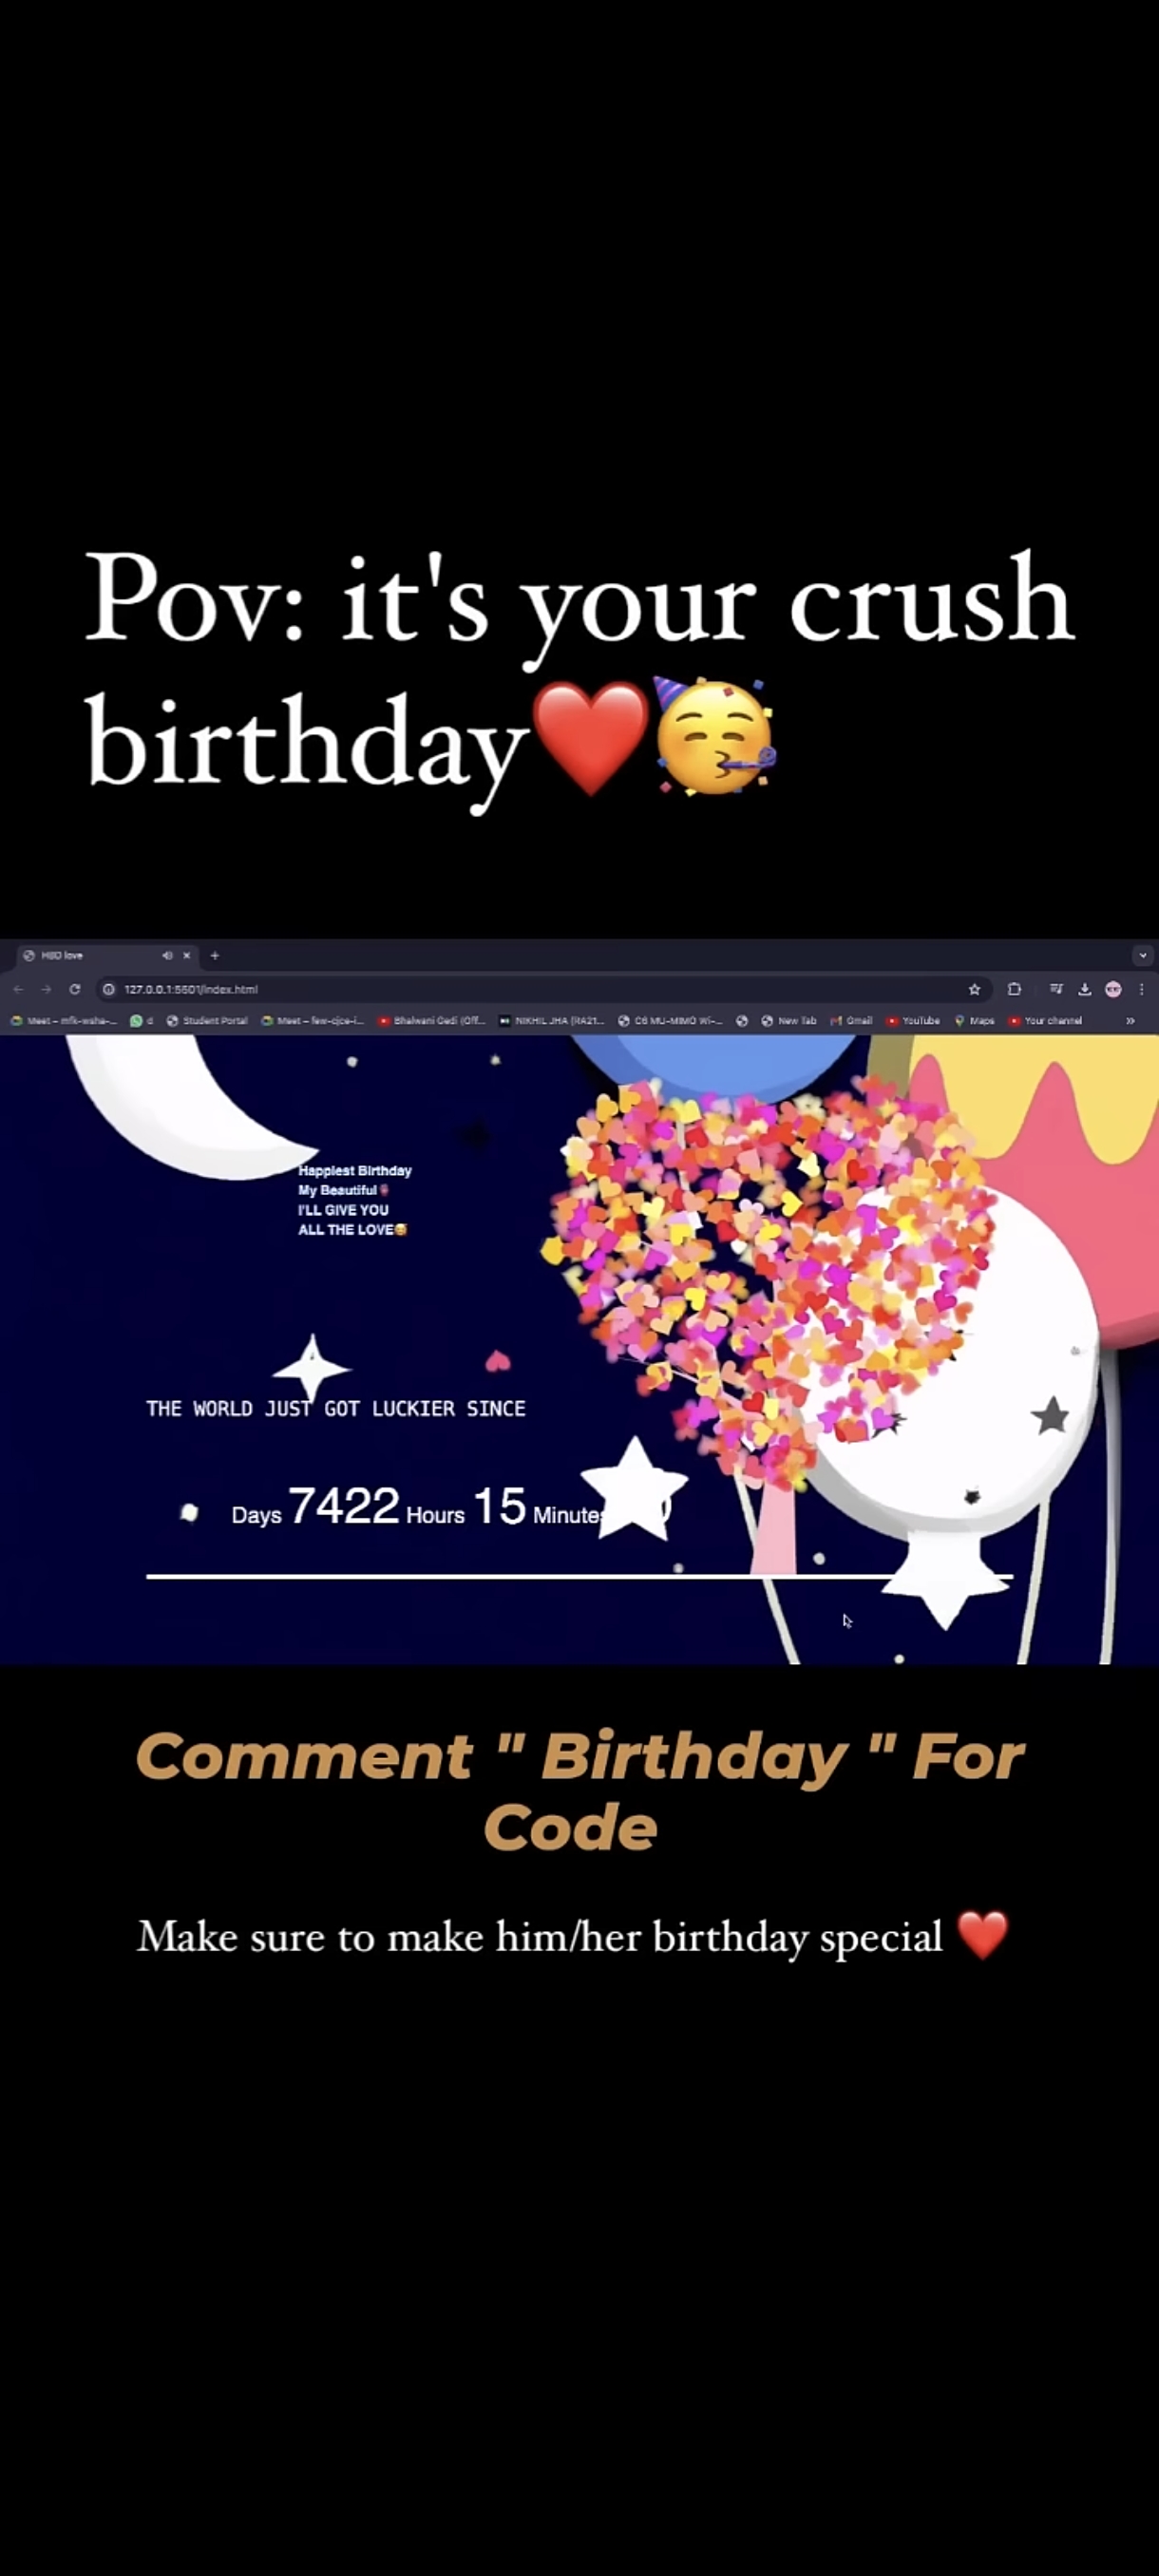 Pov: it's your crush
birthday❤️🥳
HBD love
127.0.0.1:5501/index.html
Meet – mfk-wsha-... d Student Portal Meet – few-cjce-i... Bhalwani Gedi (Off... NIKHIL JHA (RA21... C6 MU-MIMO Wi-... New Tab Gmail YouTube Maps Your channel »
Happiest Birthday
My Beautiful
I'LL GIVE YOU
ALL THE LOVE🥰
THE WORLD JUST GOT LUCKIER SINCE
Days 7422 Hours 15 Minutes
Comment " Birthday " For
Code
Make sure to make him/her birthday special ❤️